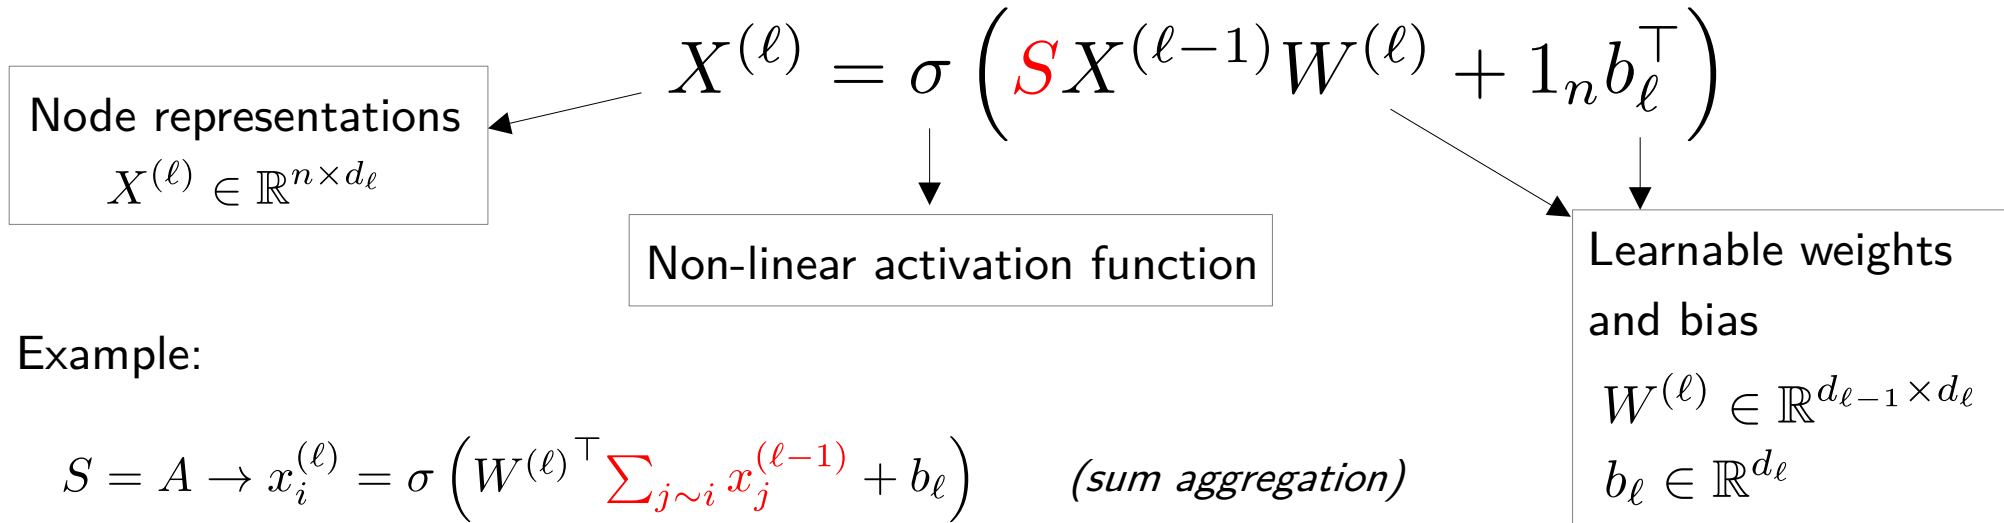 X^{(ℓ)} = σ ( S X^{(ℓ−1)} W^{(ℓ)} + 1_n b_ℓ^⊤ )
Node representations
X^{(ℓ)} ∈ ℝ^{n×d_ℓ}
Non-linear activation function
Learnable weights
and bias
W^{(ℓ)} ∈ ℝ^{d_{ℓ−1}×d_ℓ}
b_ℓ ∈ ℝ^{d_ℓ}
Example:
S = A → x_i^{(ℓ)} = σ ( W^{(ℓ)⊤} ∑_{j∼i} x_j^{(ℓ−1)} + b_ℓ ) (sum aggregation)